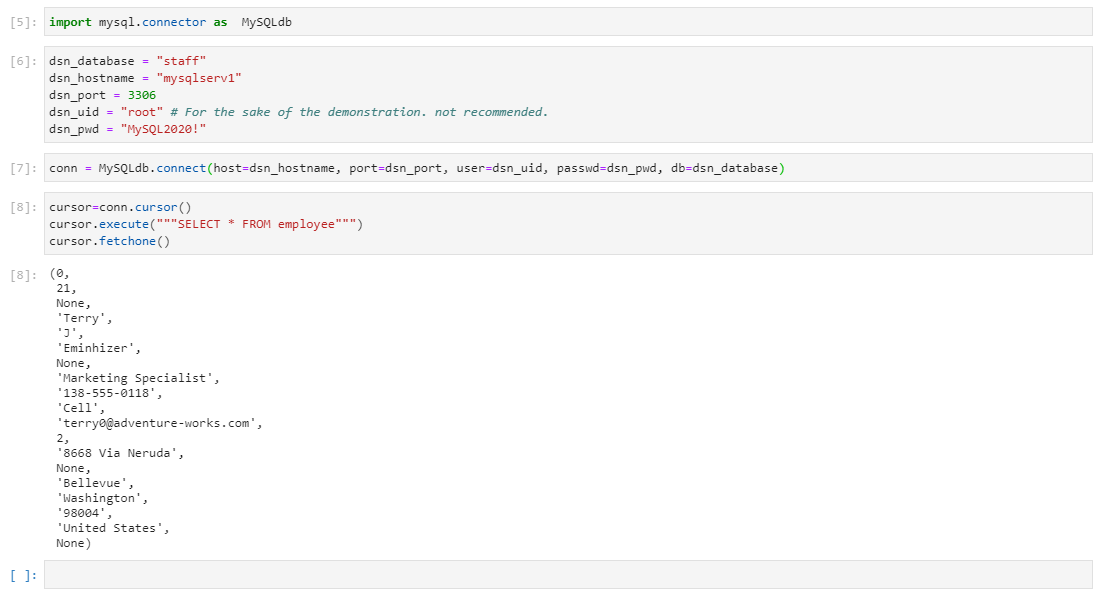 [5]: import mysql.connector as  MySQLdb
[6]: dsn_database = "staff"
dsn_hostname = "mysqlserv1"
dsn_port = 3306
dsn_uid = "root" # For the sake of the demonstration. not recommended.
dsn_pwd = "MySQL2020!"
[7]: conn = MySQLdb.connect(host=dsn_hostname, port=dsn_port, user=dsn_uid, passwd=dsn_pwd, db=dsn_database)
[8]: cursor=conn.cursor()
cursor.execute("""SELECT * FROM employee""")
cursor.fetchone()
[8]: (0,
21,
None,
'Terry',
'J',
'Eminhizer',
None,
'Marketing Specialist',
'138-555-0118',
'Cell',
'terry0@adventure-works.com',
2,
'8668 Via Neruda',
None,
'Bellevue',
'Washington',
'98004',
'United States',
None)
[ ]: